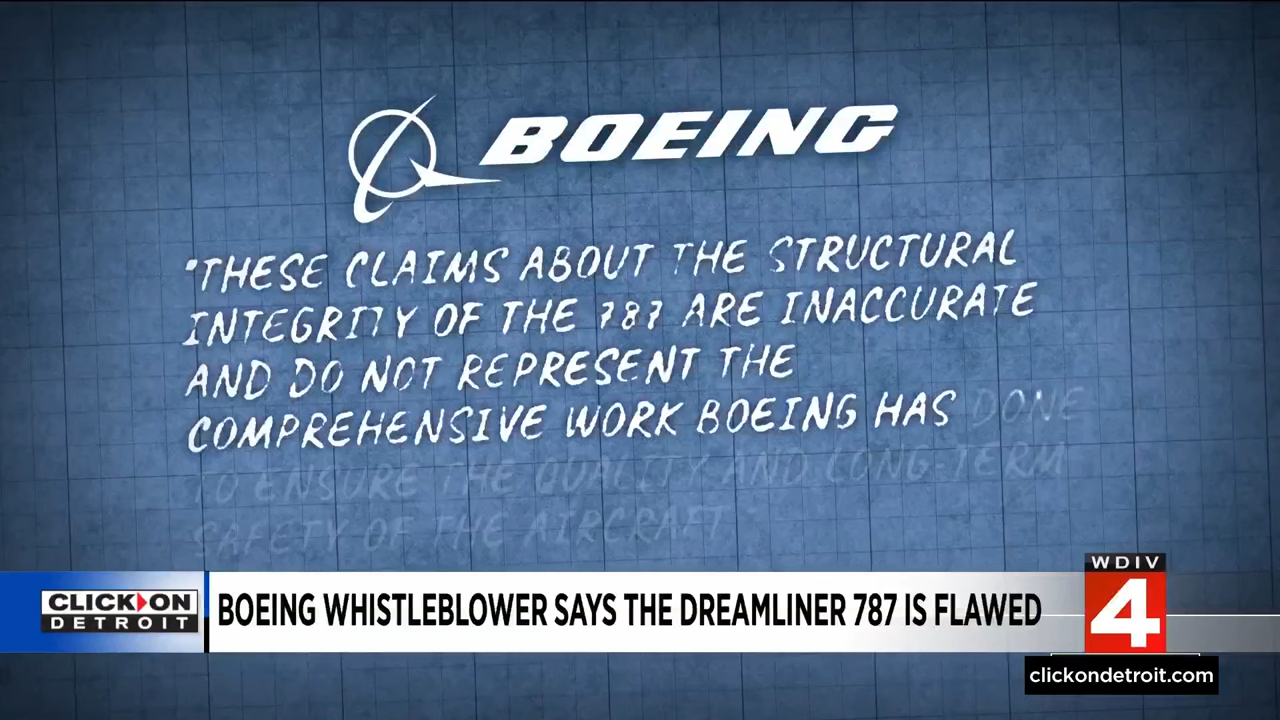 BOEING
"THESE CLAIMS ABOUT THE STRUCTURAL
INTEGRITY OF THE 787 ARE INACCURATE
AND DO NOT REPRESENT THE
COMPREHENSIVE WORK BOEING HAS DONE
TO ENSURE THE QUALITY AND LONG-TERM
SAFETY OF THE AIRCRAFT
CLICK ON
DETROIT
BOEING WHISTLEBLOWER SAYS THE DREAMLINER 787 IS FLAWED
WDIV
4
clickondetroit.com